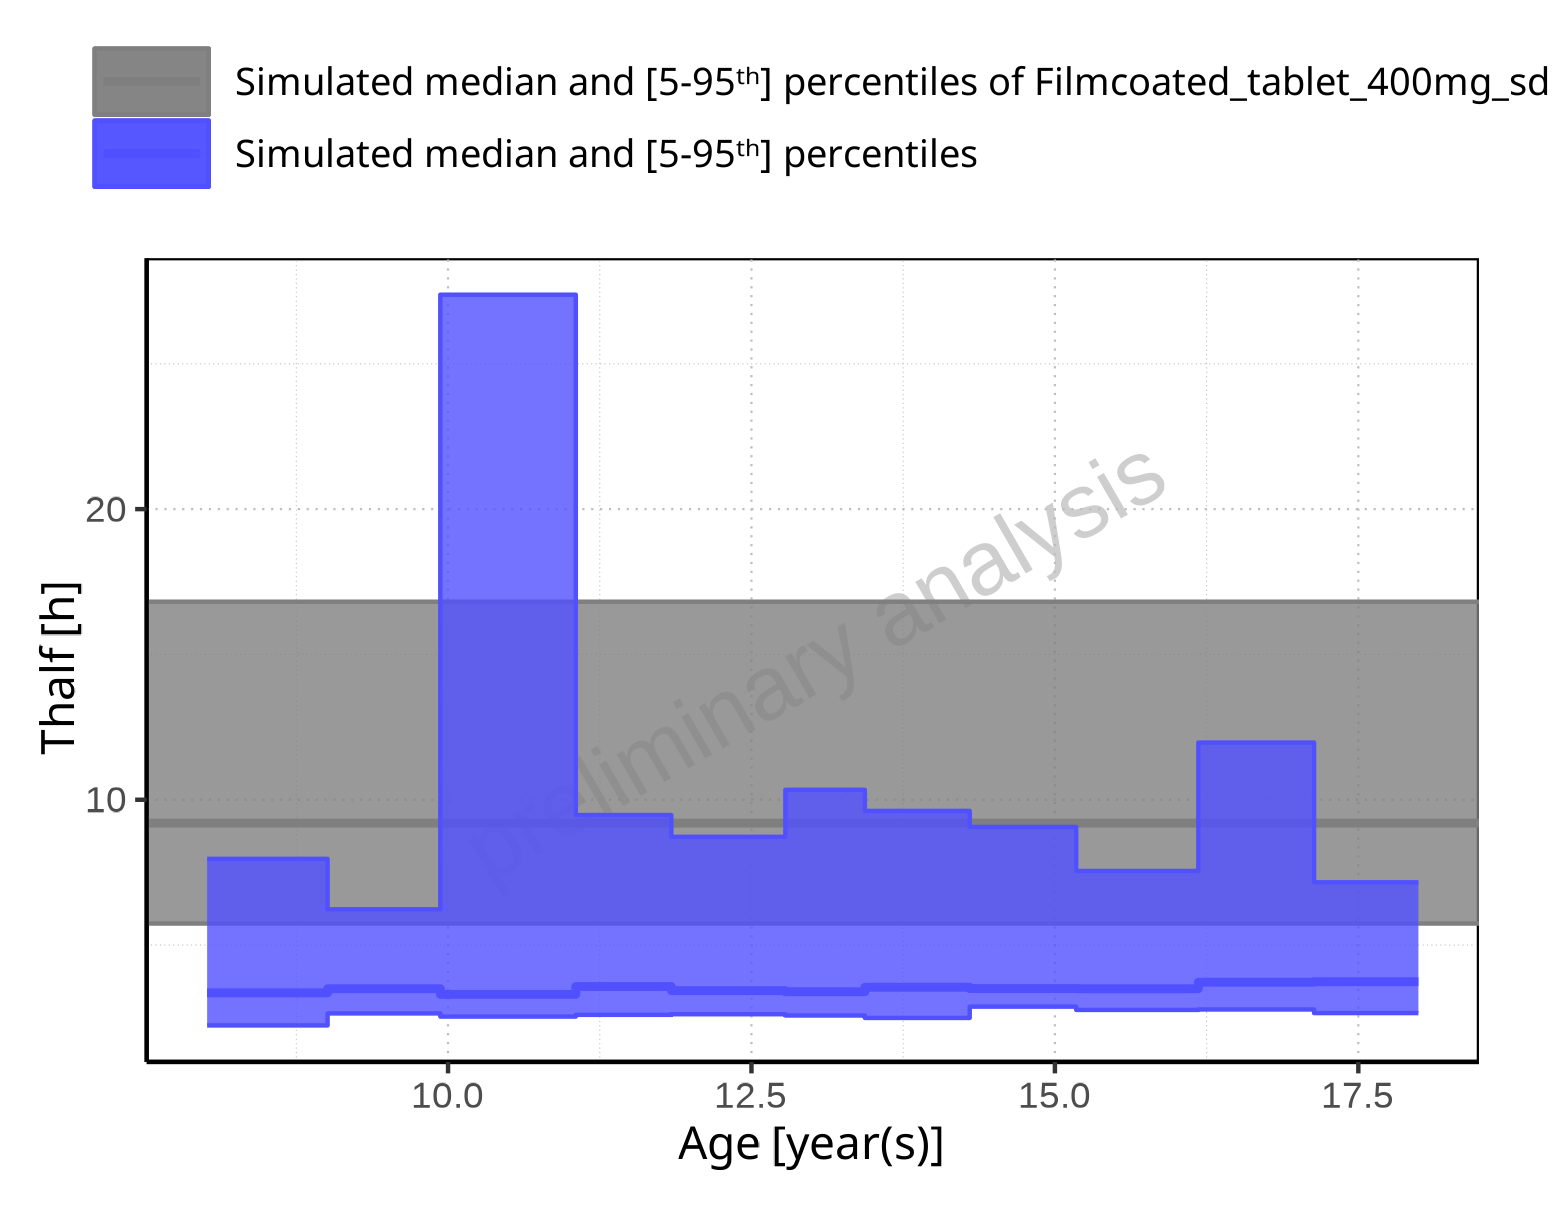 Simulated median and [5-95ᵗʰ] percentiles of Filmcoated_tablet_400mg_sd
Simulated median and [5-95ᵗʰ] percentiles
preliminary analysis
20
10
Thalf [h]
10.0 12.5 15.0 17.5
Age [year(s)]